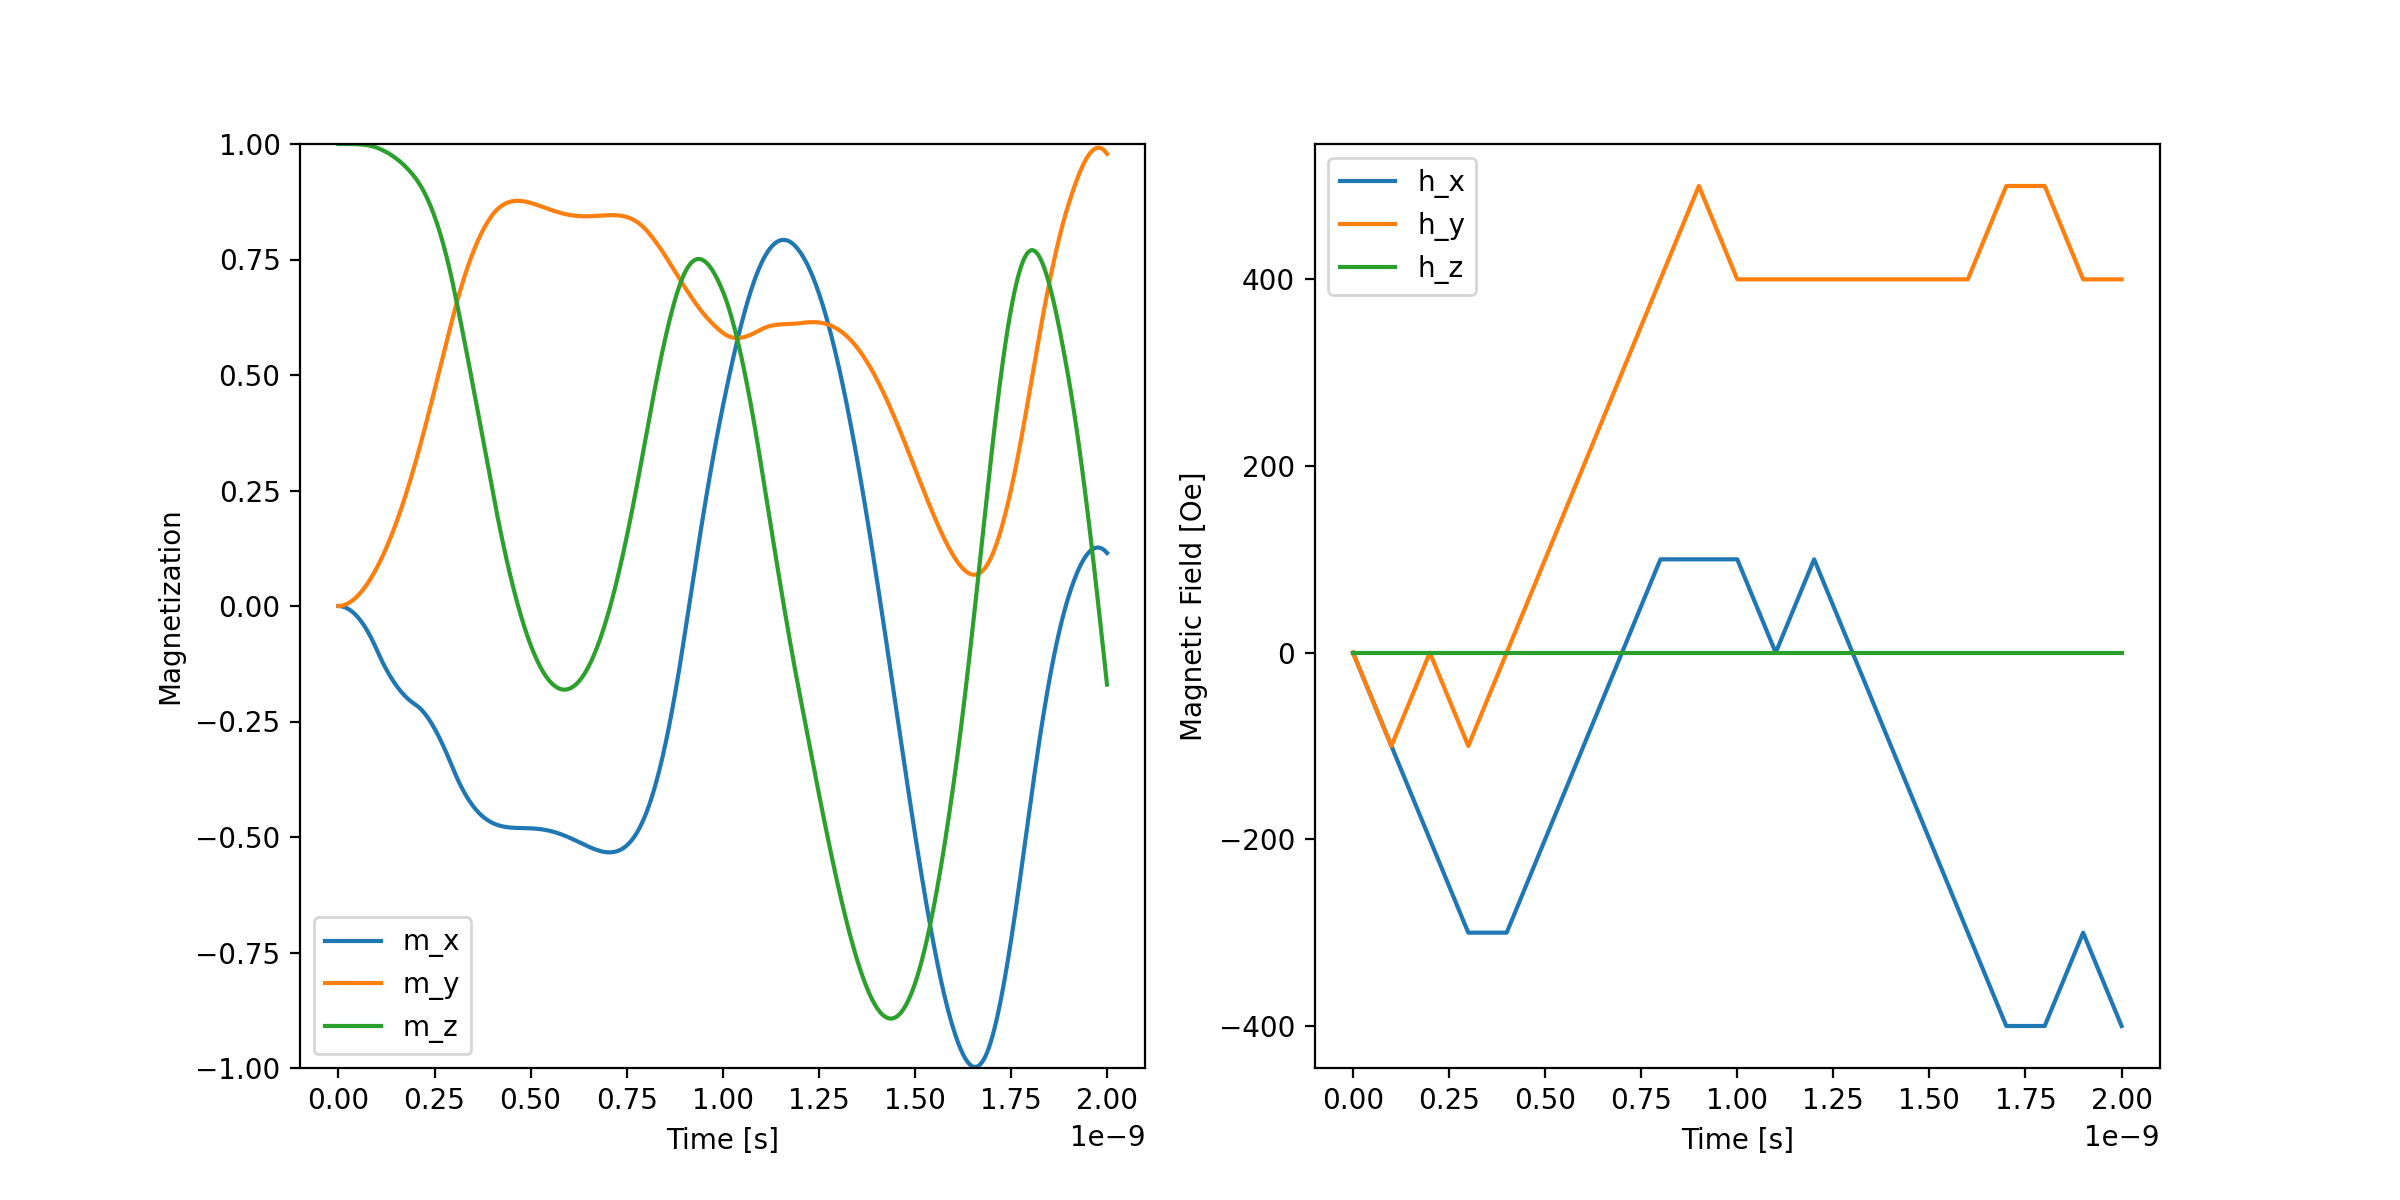 1.00
0.75
0.50
0.25
0.00
−0.25
−0.50
−0.75
−1.00
Magnetization
m_x
m_y
m_z
0.00 0.25 0.50 0.75 1.00 1.25 1.50 1.75 2.00
Time [s]
1e−9
400
200
0
−200
−400
Magnetic Field [Oe]
h_x
h_y
h_z
0.00 0.25 0.50 0.75 1.00 1.25 1.50 1.75 2.00
Time [s]
1e−9